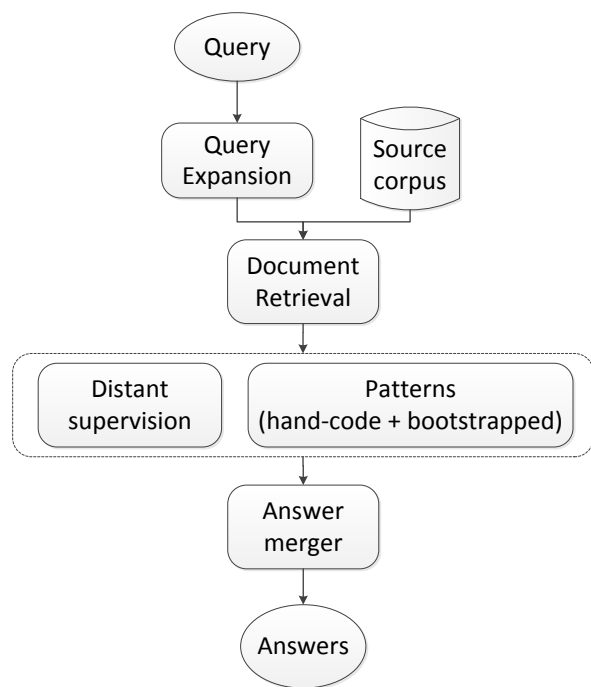 Query
Query
Expansion
Source
corpus
Document
Retrieval
Distant
supervision
Patterns
(hand-code + bootstrapped)
Answer
merger
Answers